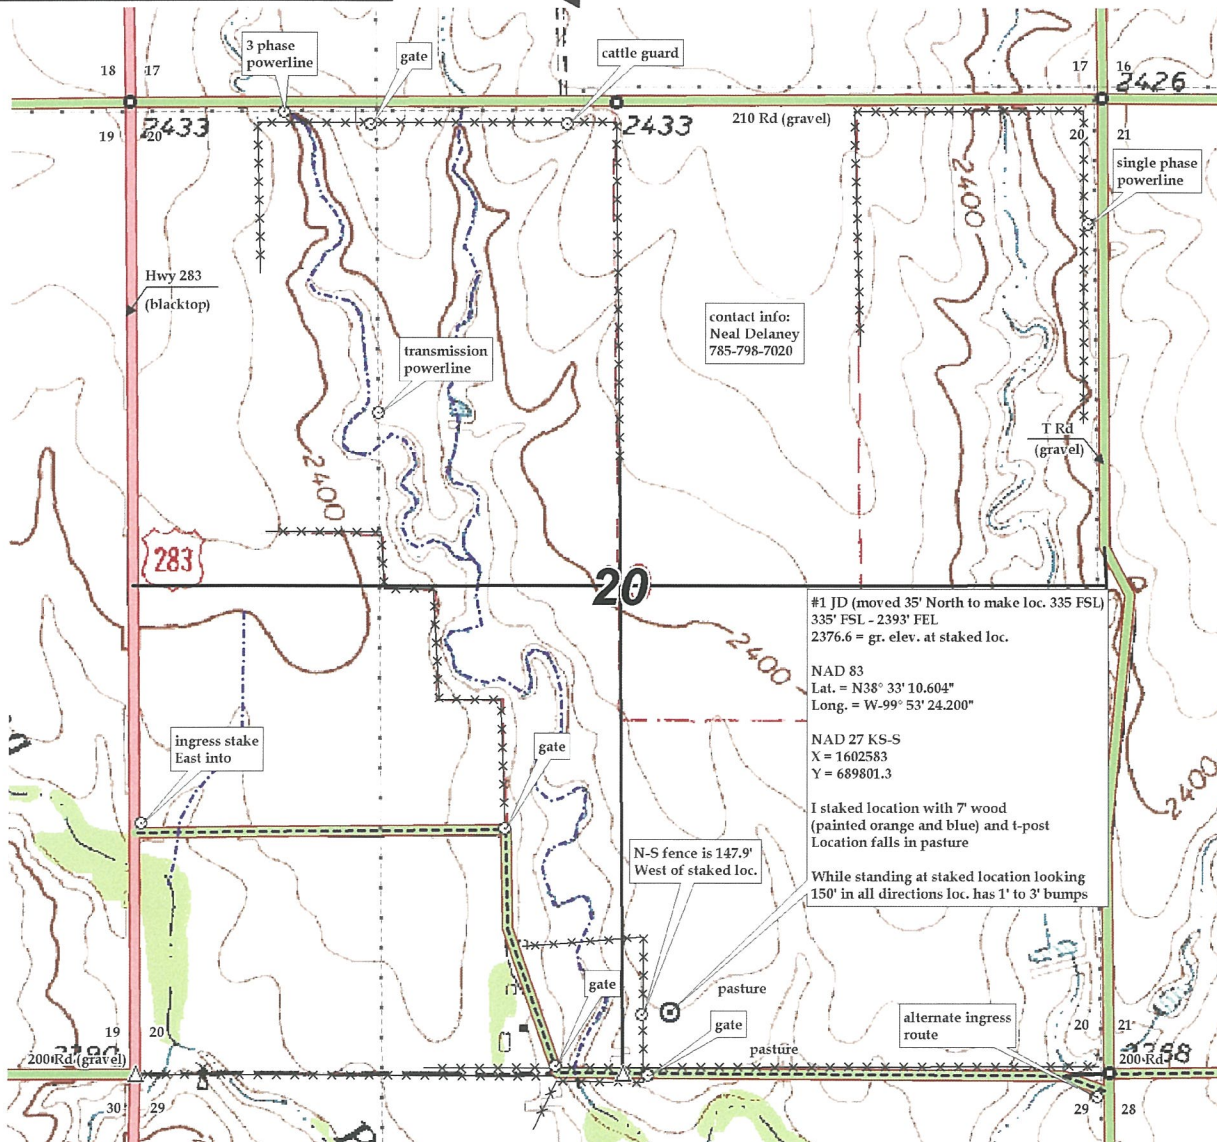 3 phase
powerline
gate
cattle guard
18
17
17
16
2426
2433
19
20
2433
210 Rd (gravel)
20
21
single phase
powerline
2400
Hwy 283
(blacktop)
contact info:
Neal Delaney
785-798-7020
transmission
powerline
T Rd
(gravel)
2400
283
20
#1 JD (moved 35' North to make loc. 335 FSL)
335' FSL - 2393' FEL
2376.6 = gr. elev. at staked loc.
NAD 83
Lat. = N38° 33' 10.604"
Long. = W-99° 53' 24.200"
NAD 27 KS-S
X = 1602583
Y = 689801.3
I staked location with 7' wood
(painted orange and blue) and t-post
Location falls in pasture
While standing at staked location looking
150' in all directions loc. has 1' to 3' bumps
2400
2400
ingress stake
East into
gate
N-S fence is 147.9'
West of staked loc.
gate
pasture
gate
pasture
alternate ingress
route
19
20
20
21
200 Rd (gravel)
200 Rd
30
29
29
28